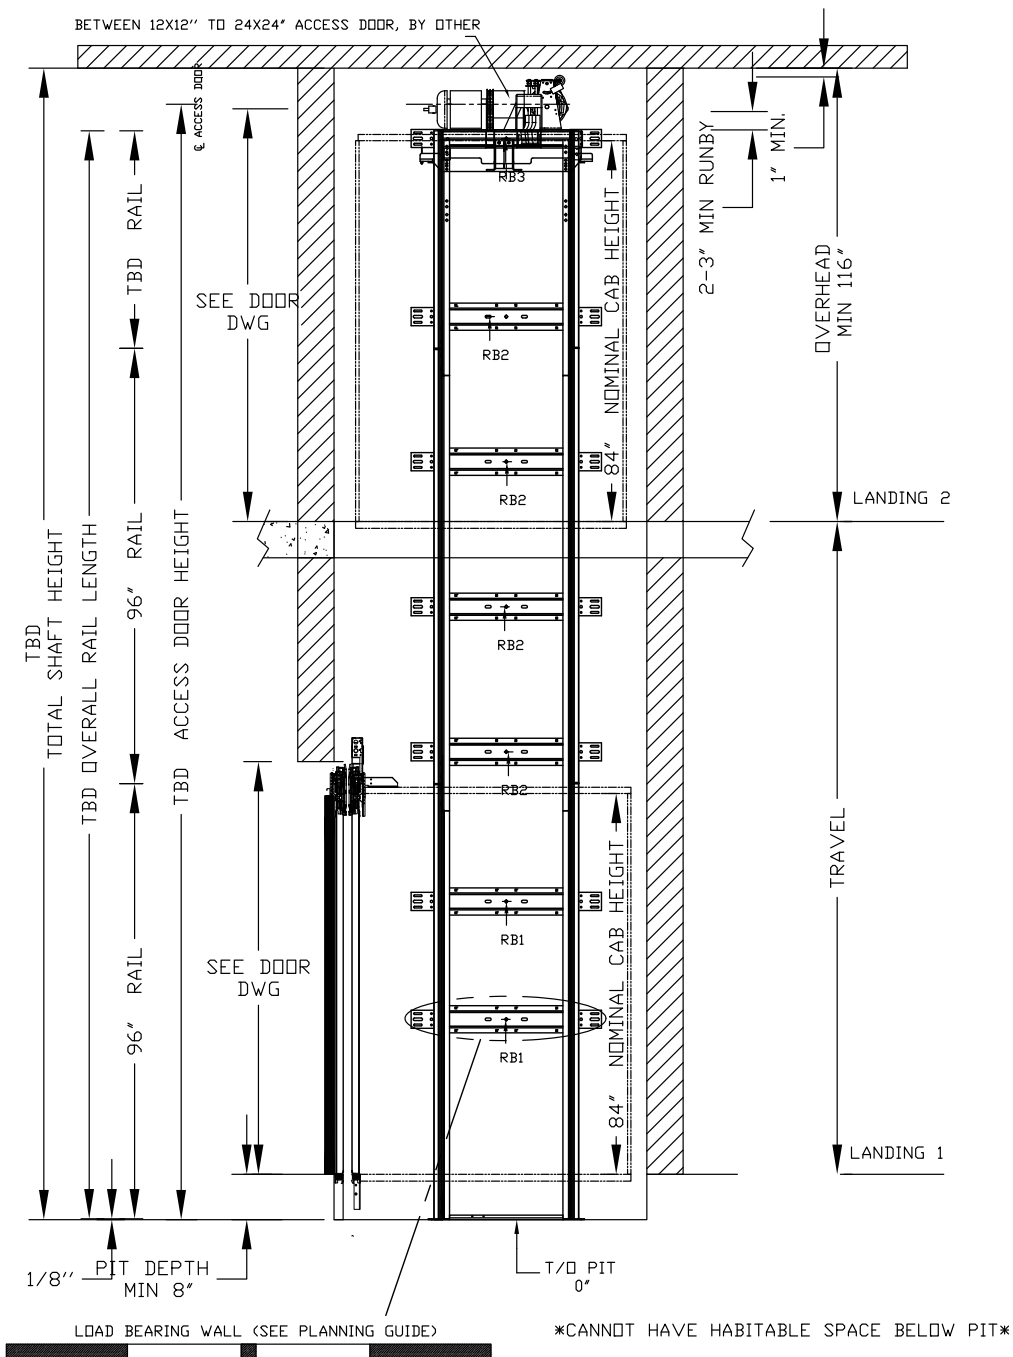 BETWEEN 12X12'' TO 24X24" ACCESS DOOR, BY OTHER
℄ ACCESS DOOR
TBD
TOTAL SHAFT HEIGHT
TBD OVERALL RAIL LENGTH
TBD RAIL
96" RAIL
96" RAIL
TBD ACCESS DOOR HEIGHT
SEE DOOR
DWG
SEE DOOR
DWG
RB3
RB2
RB2
RB2
RB2
RB1
RB1
84" NOMINAL CAB HEIGHT
84" NOMINAL CAB HEIGHT
2-3" MIN RUNBY
1" MIN.
OVERHEAD
MIN 116"
LANDING 2
TRAVEL
LANDING 1
1/8''
PIT DEPTH
MIN 8"
T/O PIT
0"
LOAD BEARING WALL (SEE PLANNING GUIDE)
*CANNOT HAVE HABITABLE SPACE BELOW PIT*